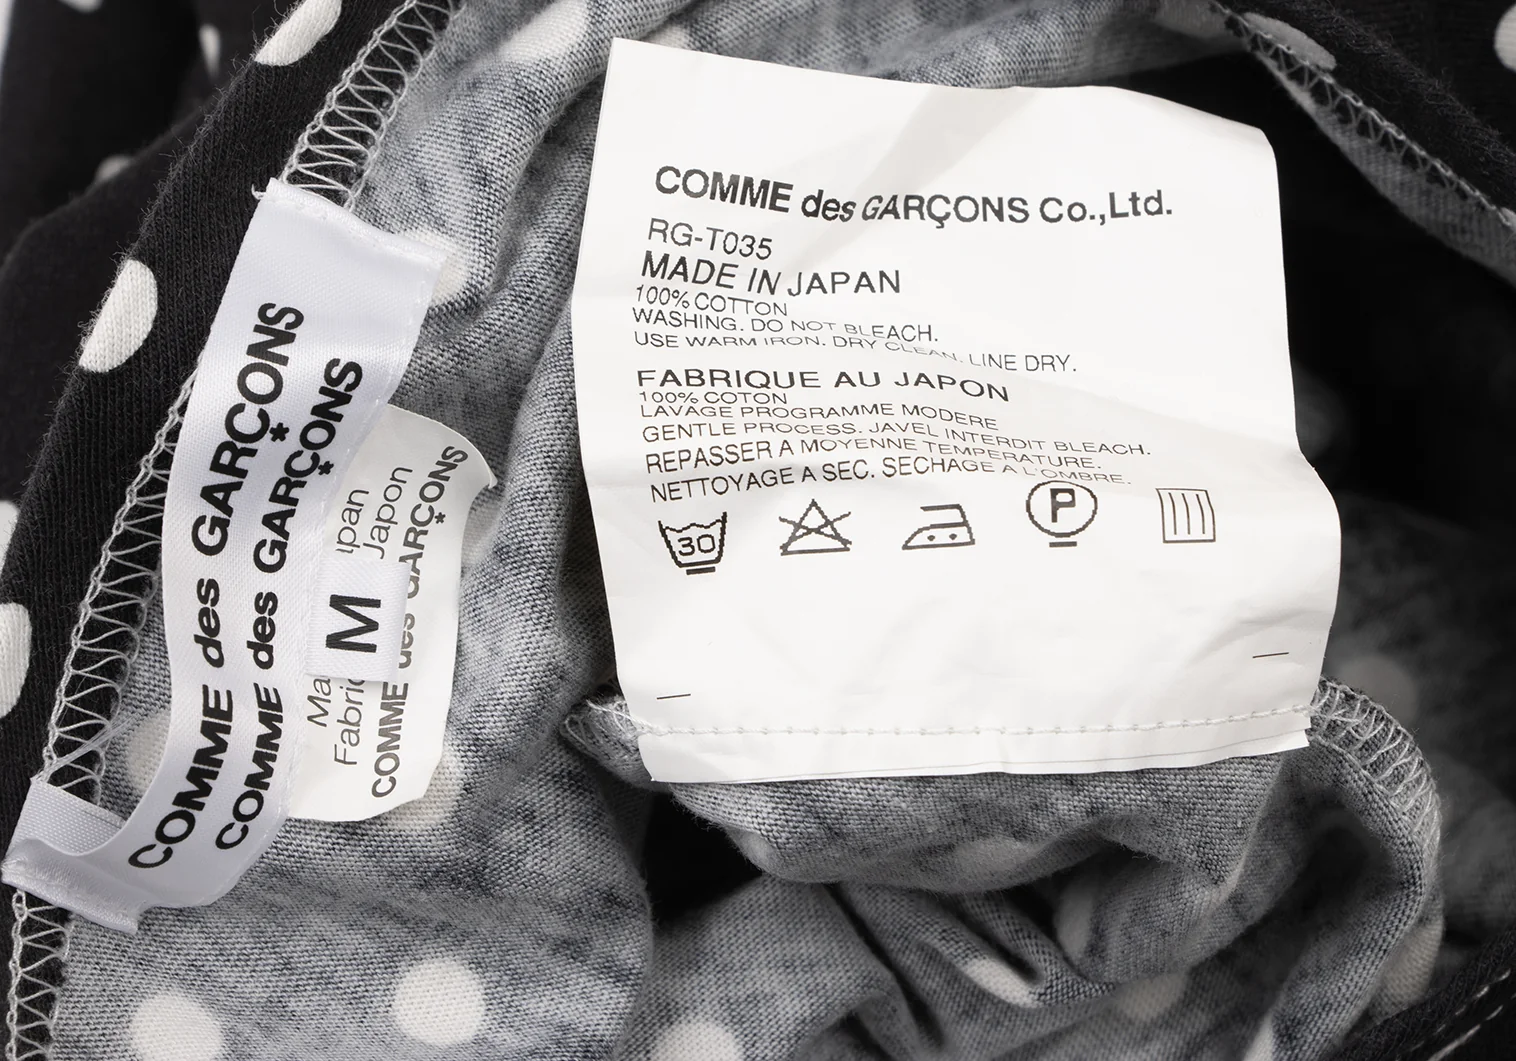 COMME des GARÇONS
COMME des GARÇONS
Japon
COMME des GARÇONS
M
COMME des GARÇONS Co.,Ltd.
RG-T035
MADE IN JAPAN
100% COTTON
WASHING. DO NOT BLEACH.
USE WARM IRON. DRY CLEAN. LINE DRY.
FABRIQUE AU JAPON
100% COTON
LAVAGE PROGRAMME MODERE
GENTLE PROCESS. JAVEL INTERDIT BLEACH.
REPASSER A MOYENNE TEMPERATURE.
NETTOYAGE A SEC. SECHAGE A L'OMBRE.
30
P